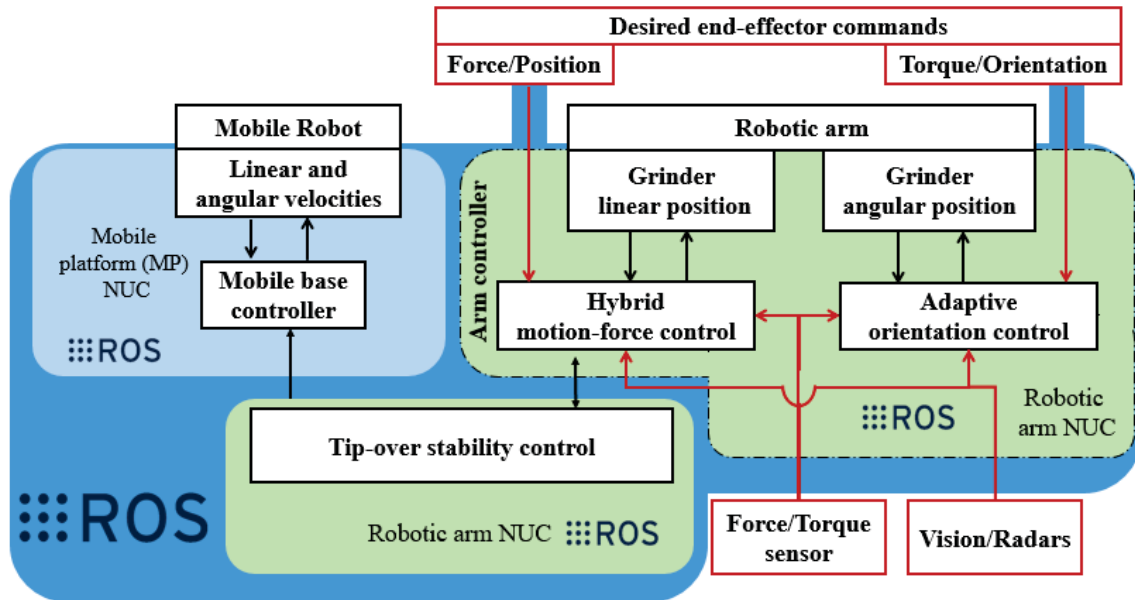 Desired end-effector commands
Force/Position
Torque/Orientation
Mobile Robot
Linear and
angular velocities
Mobile
platform (MP)
NUC
Mobile base
controller
ROS
Robotic arm
Grinder
linear position
Grinder
angular position
Arm controller
Hybrid
motion-force control
Adaptive
orientation control
ROS
Robotic
arm NUC
Tip-over stability control
Robotic arm NUC
ROS
ROS
Force/Torque
sensor
Vision/Radars